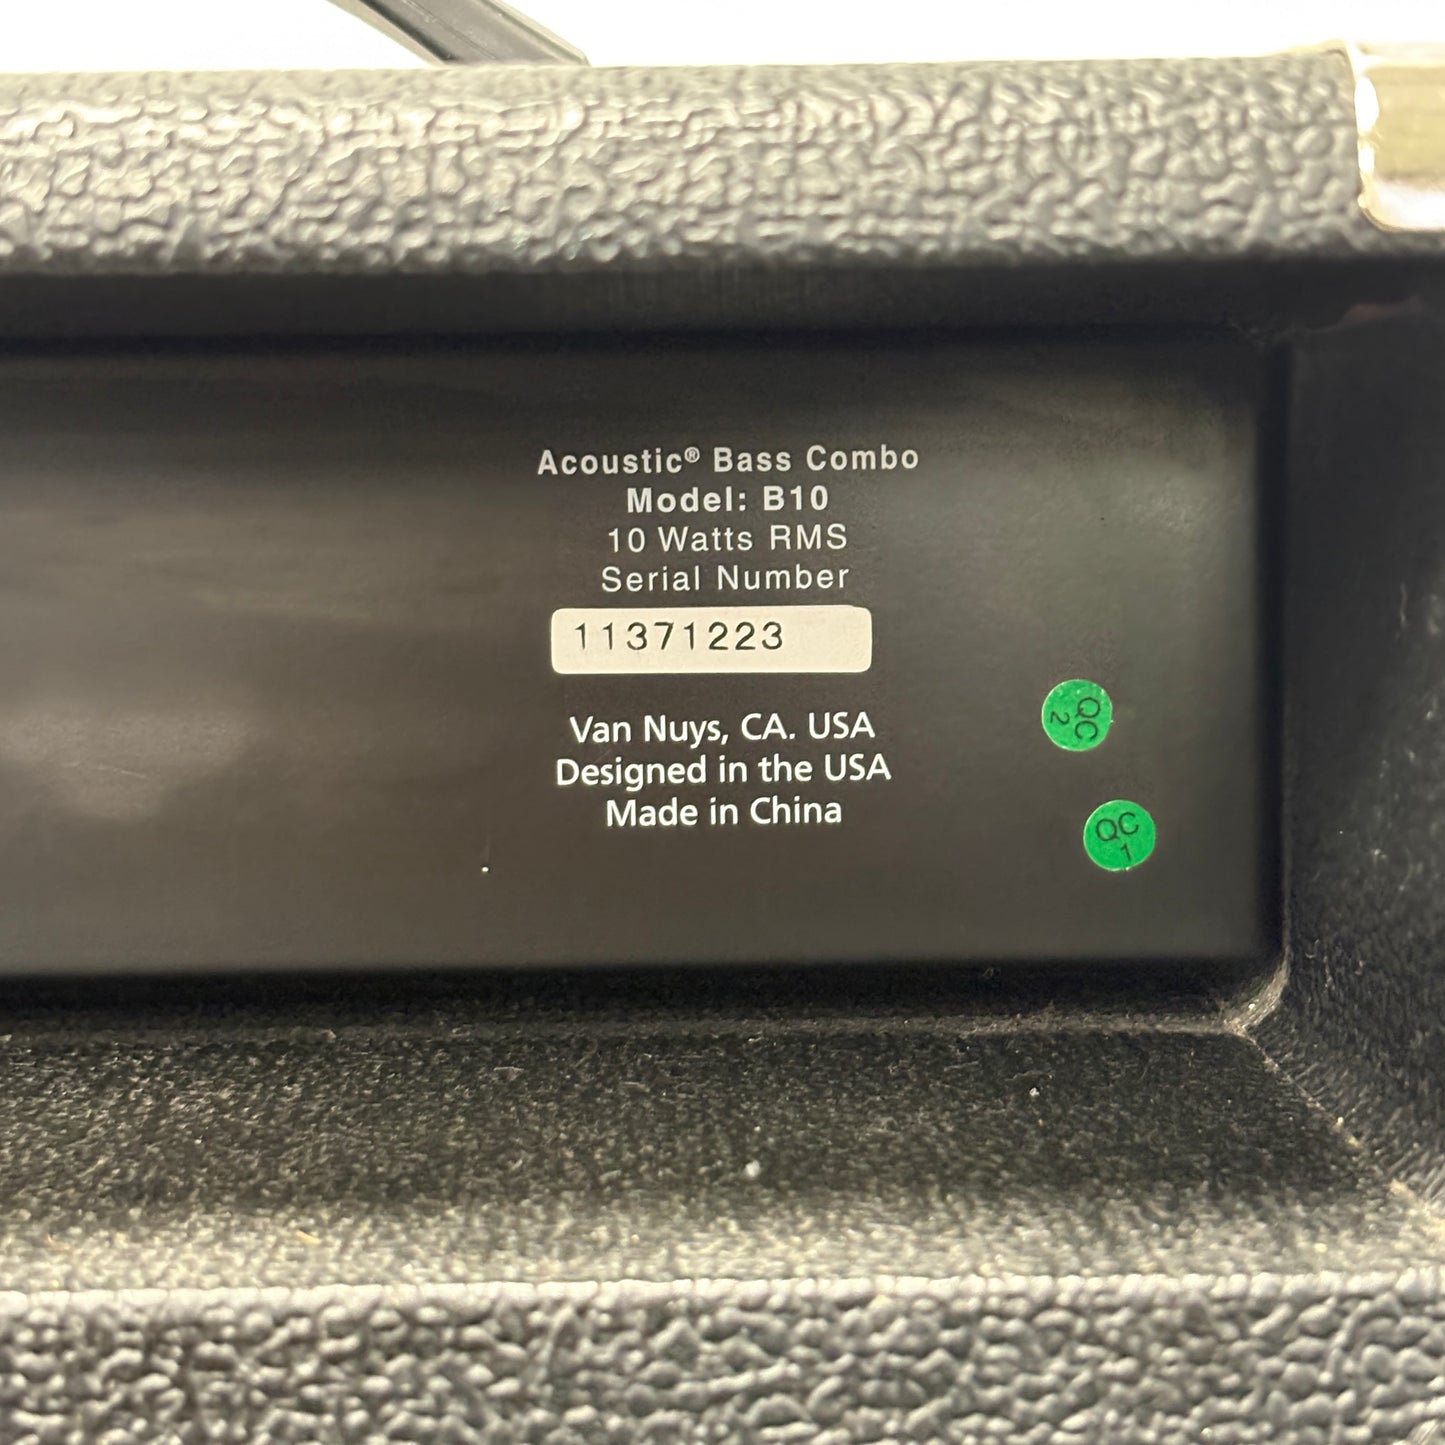 Acoustic® Bass Combo
Model: B10
10 Watts RMS
Serial Number
11371223
Van Nuys, CA. USA
Designed in the USA
Made in China
QC
2
QC
1